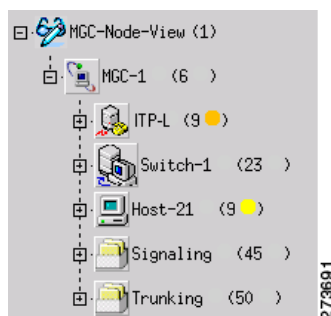 MGC-Node-View (1)
MGC-1 (6 )
ITP-L (9 )
Switch-1 (23 )
Host-21 (9 )
Signaling (45 )
Trunking (50 )
273691